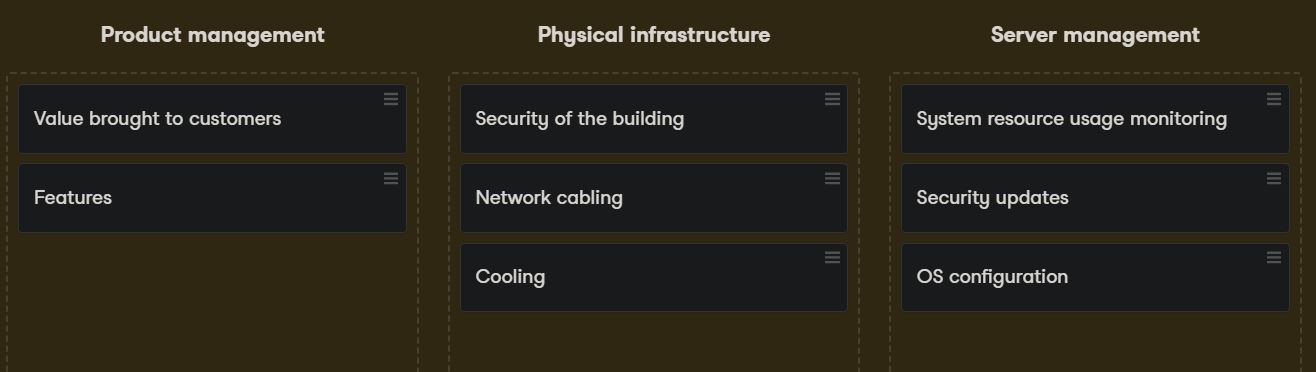 Product management
Value brought to customers
Features
Physical infrastructure
Security of the building
Network cabling
Cooling
Server management
System resource usage monitoring
Security updates
OS configuration